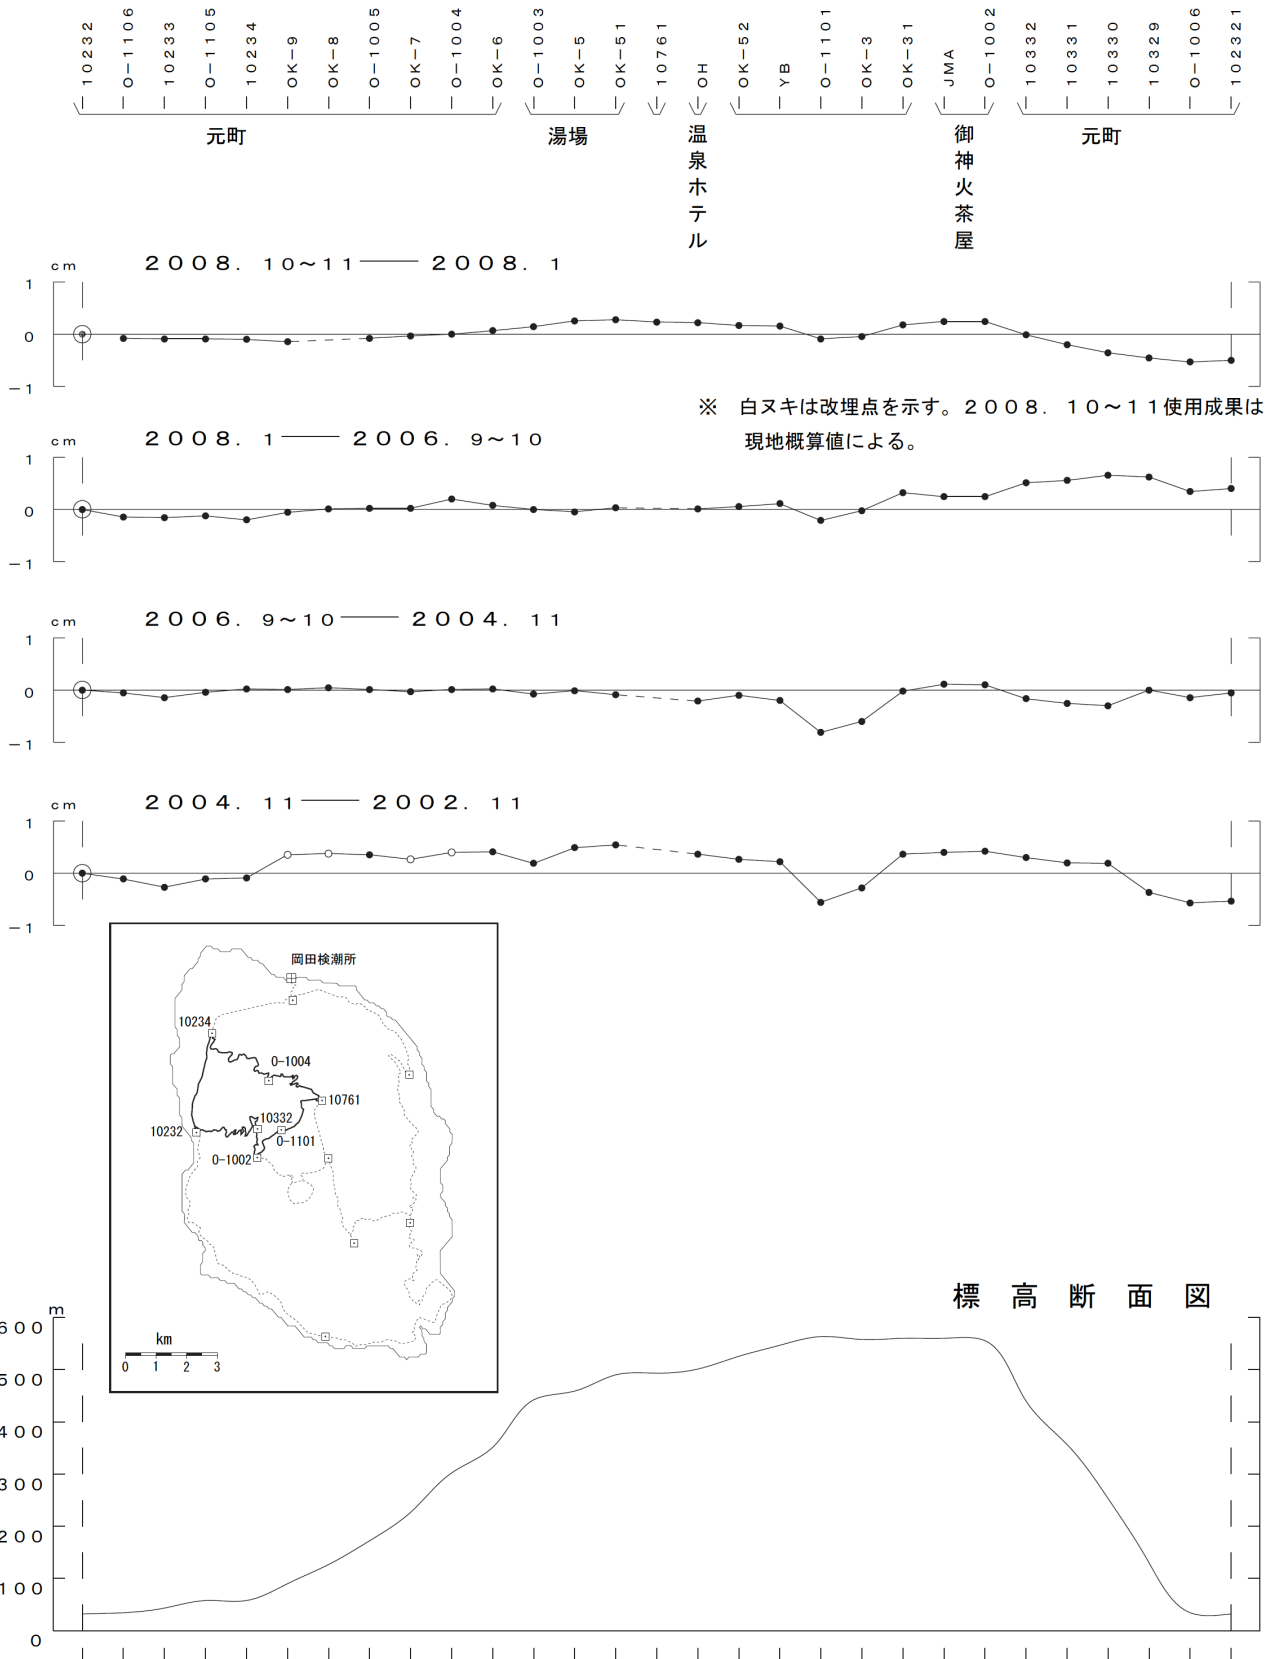 10232
O−1106
10233
O−1105
10234
OK−9
OK−8
O−1005
OK−7
O−1004
OK−6
O−1003
OK−5
OK−51
10761
OH
OK−52
YB
O−1101
OK−3
OK−31
JMA
O−1002
10332
10331
10330
10329
O−1006
102321
元町
湯場
温泉ホテル
御神火茶屋
元町
cm
2008. 10~11 ── 2008. 1
1
0
−1
※ 白ヌキは改埋点を示す。2008. 10~11使用成果は
現地概算値による。
cm
2008. 1 ── 2006. 9~10
1
0
−1
cm
2006. 9~10 ── 2004. 11
1
0
−1
cm
2004. 11 ── 2002. 11
1
0
−1
岡田検潮所
10234
O-1004
10761
10332
10232
O-1101
O-1002
km
0 1 2 3
標高断面図
m
600
500
400
300
200
100
0